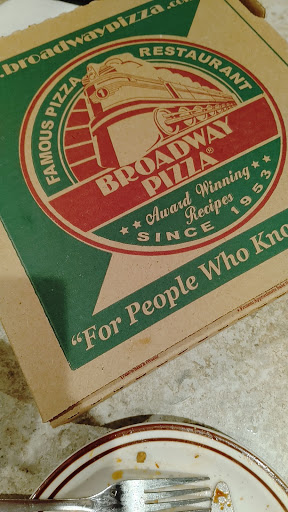 .broadwaypizza.co
FAMOUS PIZZA RESTAURANT
BROADWAY
PIZZA®
★★ Award Winning ★★
Recipes
SINCE 1953
"For People Who Kno